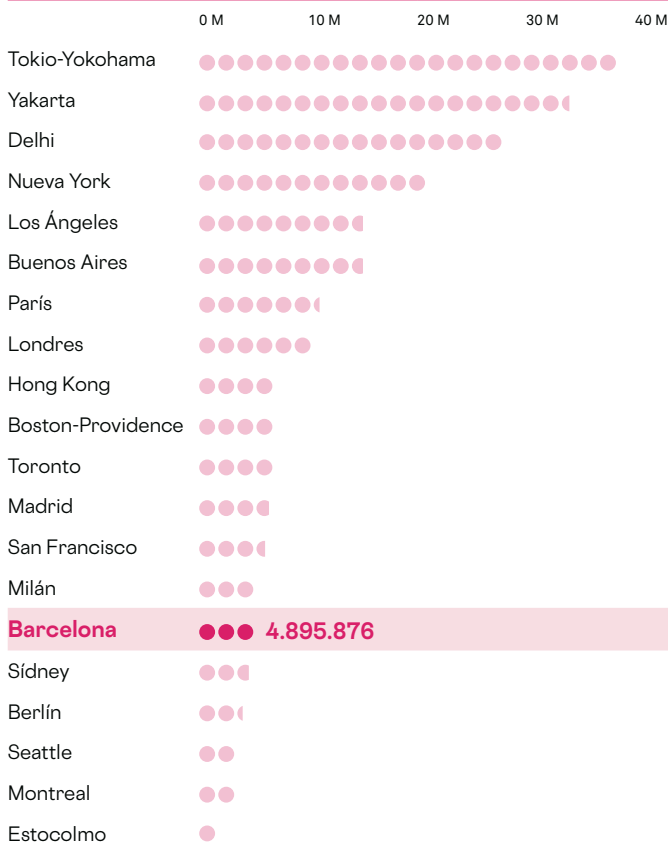 0 M 10 M 20 M 30 M 40 M
Tokio-Yokohama
Yakarta
Delhi
Nueva York
Los Ángeles
Buenos Aires
París
Londres
Hong Kong
Boston-Providence
Toronto
Madrid
San Francisco
Milán
Barcelona 4.895.876
Sídney
Berlín
Seattle
Montreal
Estocolmo